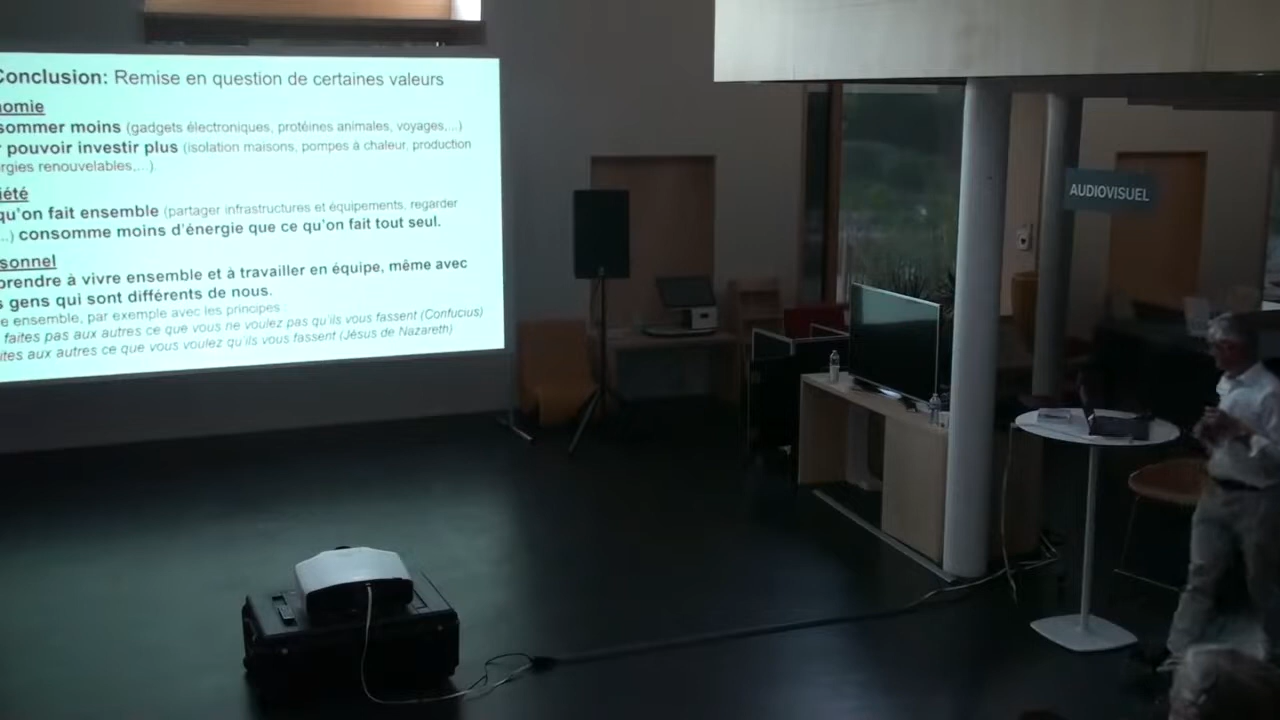 Conclusion: Remise en question de certaines valeurs
nomie
sommer moins (gadgets électroniques, protéines animales, voyages,...)
r pouvoir investir plus (isolation maisons, pompes à chaleur, production
rgies renouvelables,...)
iété
qu'on fait ensemble (partager infrastructures et équipements, regarder
...) consomme moins d'énergie que ce qu'on fait tout seul.
sonnel
prendre à vivre ensemble et à travailler en équipe, même avec
s gens qui sont différents de nous.
e ensemble, par exemple avec les principes :
faites pas aux autres ce que vous ne voulez pas qu'ils vous fassent (Confucius)
ites aux autres ce que vous voulez qu'ils vous fassent (Jésus de Nazareth)
AUDIOVISUEL